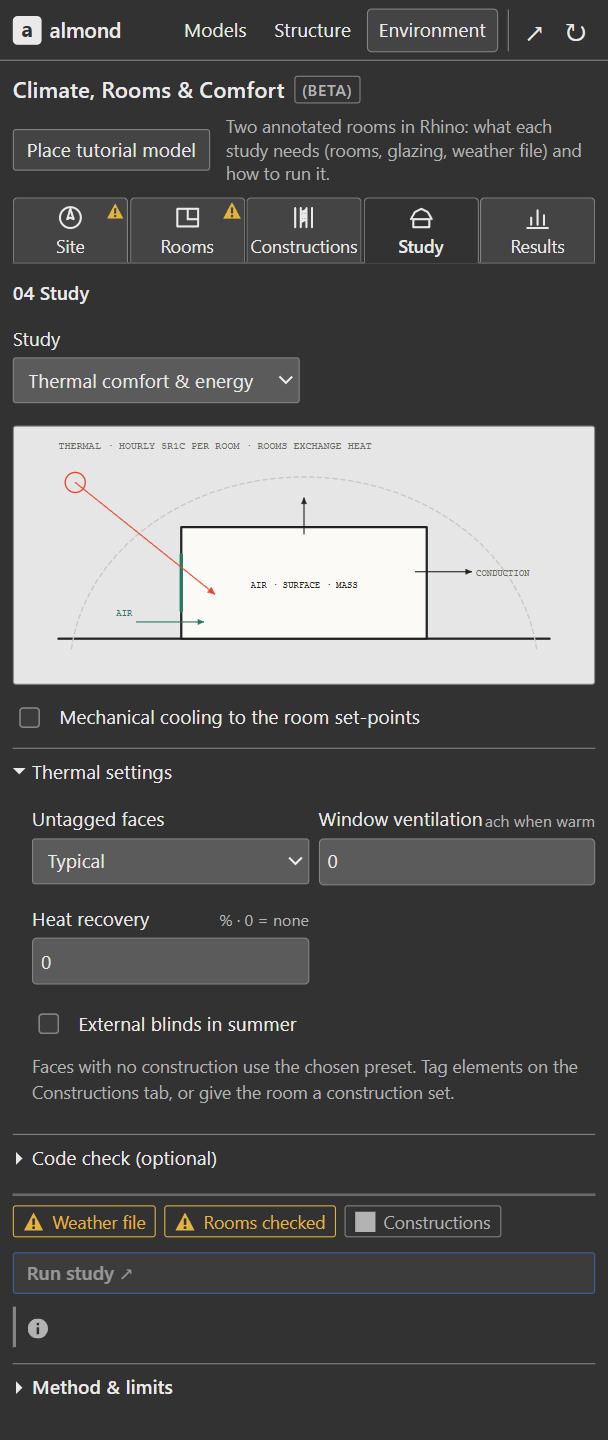 a almond Models Structure Environment ↗ ↻
Climate, Rooms & Comfort (BETA)
Place tutorial model
Two annotated rooms in Rhino: what each
study needs (rooms, glazing, weather file) and
how to run it.
Site Rooms Constructions Study Results
04 Study
Study
Thermal comfort & energy
THERMAL · HOURLY 5R1C PER ROOM · ROOMS EXCHANGE HEAT
AIR · SURFACE · MASS
CONDUCTION
AIR
Mechanical cooling to the room set-points
Thermal settings
Untagged faces Window ventilation ach when warm
Typical 0
Heat recovery % · 0 = none
0
External blinds in summer
Faces with no construction use the chosen preset. Tag elements on the
Constructions tab, or give the room a construction set.
Code check (optional)
Weather file Rooms checked Constructions
Run study ↗
Method & limits